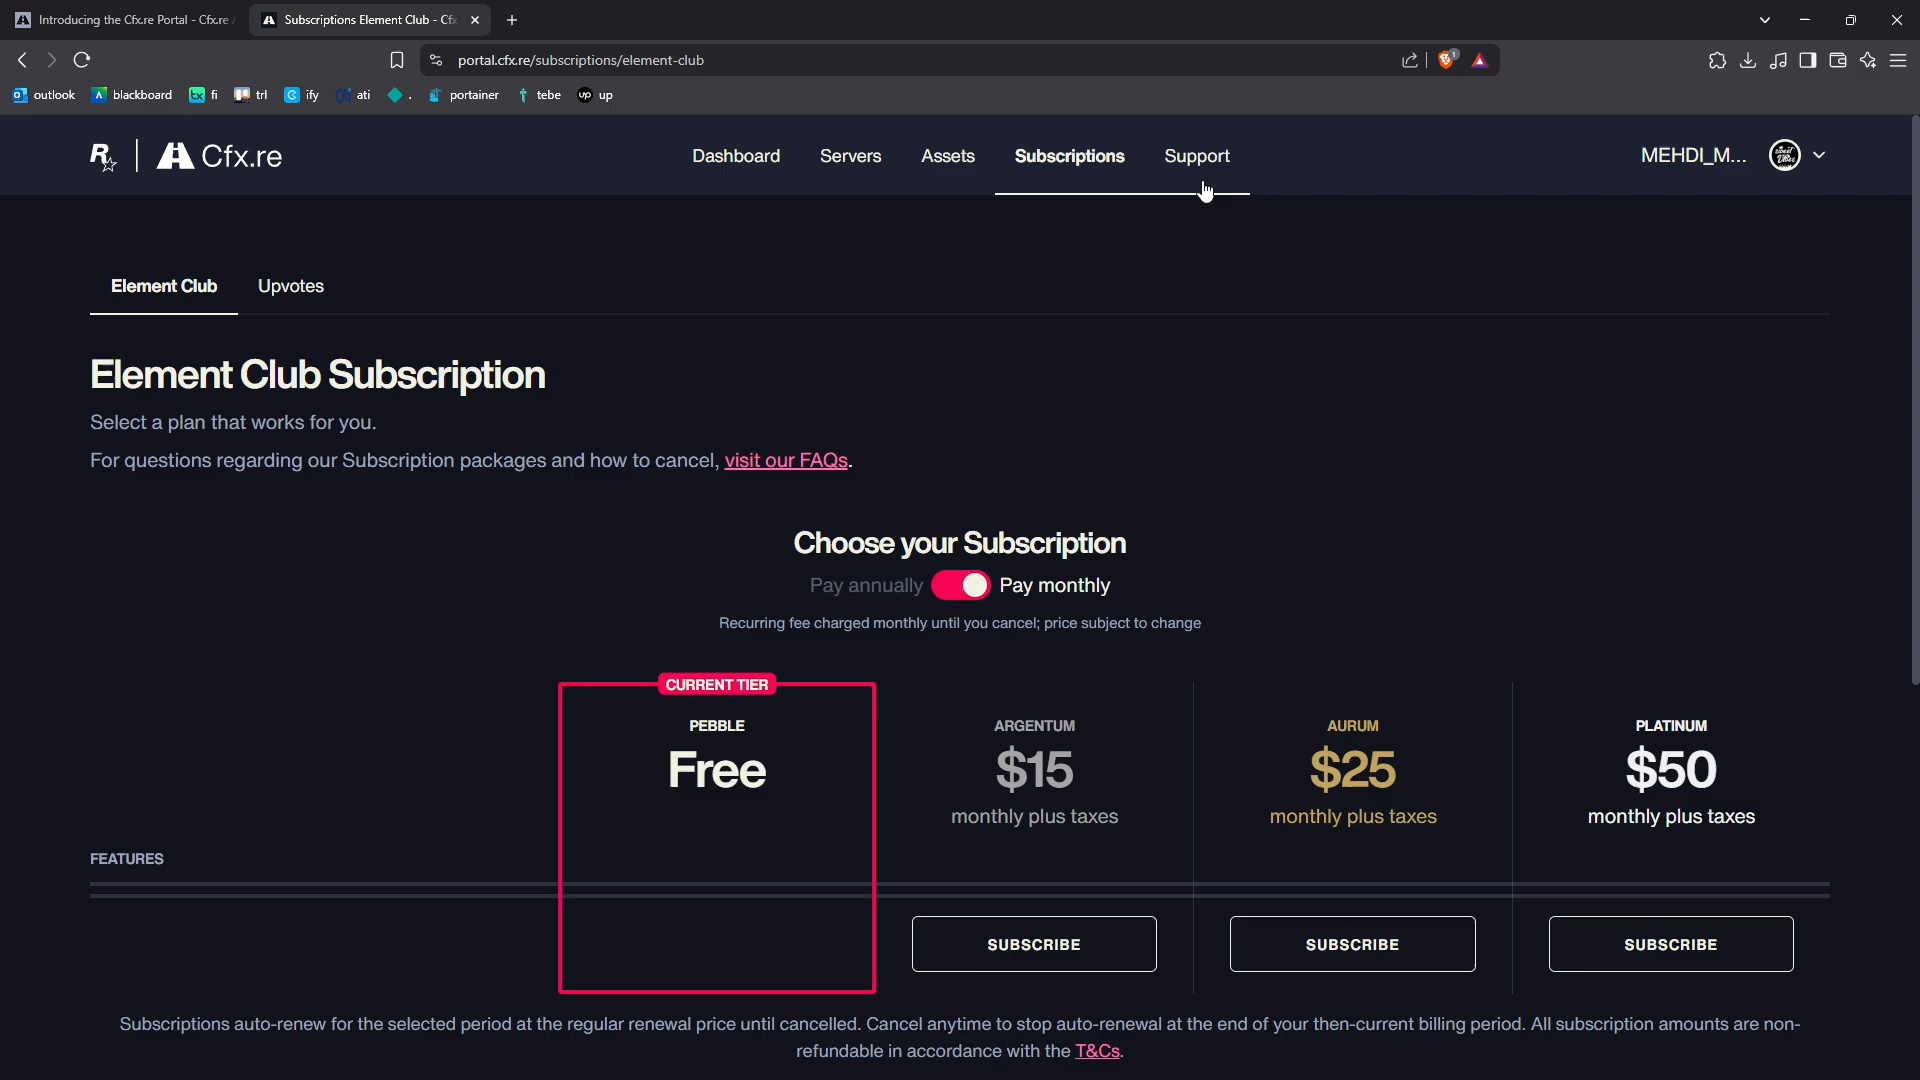 Introducing the Cfx.re Portal - Cfx.re
Subscriptions Element Club - Cf
portal.cfx.re/subscriptions/element-club
1
outlook
blackboard
fi
trl
ify
ati
.
portainer
tebe
up
Cfx.re
Dashboard
Servers
Assets
Subscriptions
Support
MEHDI_M...
Element Club
Upvotes
Element Club Subscription
Select a plan that works for you.
For questions regarding our Subscription packages and how to cancel, visit our FAQs.
Choose your Subscription
Pay annually
Pay monthly
Recurring fee charged monthly until you cancel; price subject to change
CURRENT TIER
PEBBLE
Free
ARGENTUM
$15
monthly plus taxes
AURUM
$25
monthly plus taxes
PLATINUM
$50
monthly plus taxes
FEATURES
SUBSCRIBE
SUBSCRIBE
SUBSCRIBE
Subscriptions auto-renew for the selected period at the regular renewal price until cancelled. Cancel anytime to stop auto-renewal at the end of your then-current billing period. All subscription amounts are non-
refundable in accordance with the T&Cs.